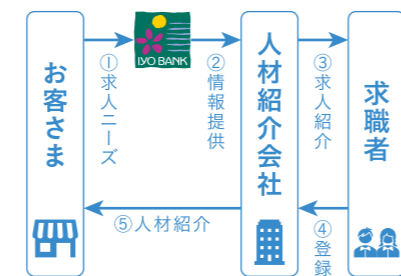 お客さま
①求人ニーズ
IYO BANK
②情報提供
人材紹介会社
③求人紹介
求職者
④登録
⑤人材紹介